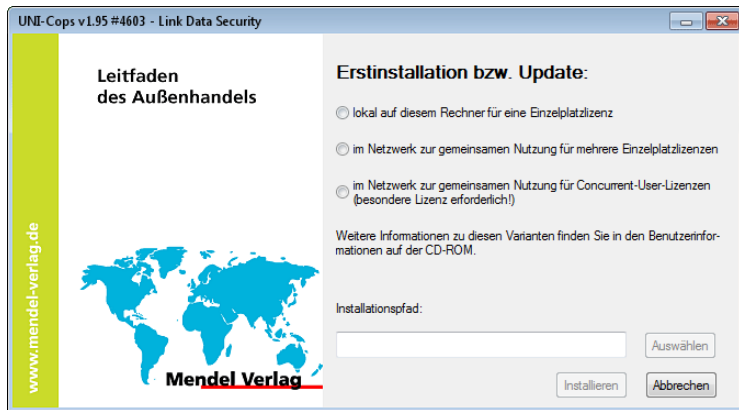 UNI-Cops v1.95 #4603 - Link Data Security
www.mendel-verlag.de
Leitfaden
des Außenhandels
Mendel Verlag
Erstinstallation bzw. Update:
lokal auf diesem Rechner für eine Einzelplatzlizenz
im Netzwerk zur gemeinsamen Nutzung für mehrere Einzelplatzlizenzen
im Netzwerk zur gemeinsamen Nutzung für Concurrent-User-Lizenzen
(besondere Lizenz erforderlich!)
Weitere Informationen zu diesen Varianten finden Sie in den Benutzerinfor-
mationen auf der CD-ROM.
Installationspfad:
Auswählen
Installieren
Abbrechen